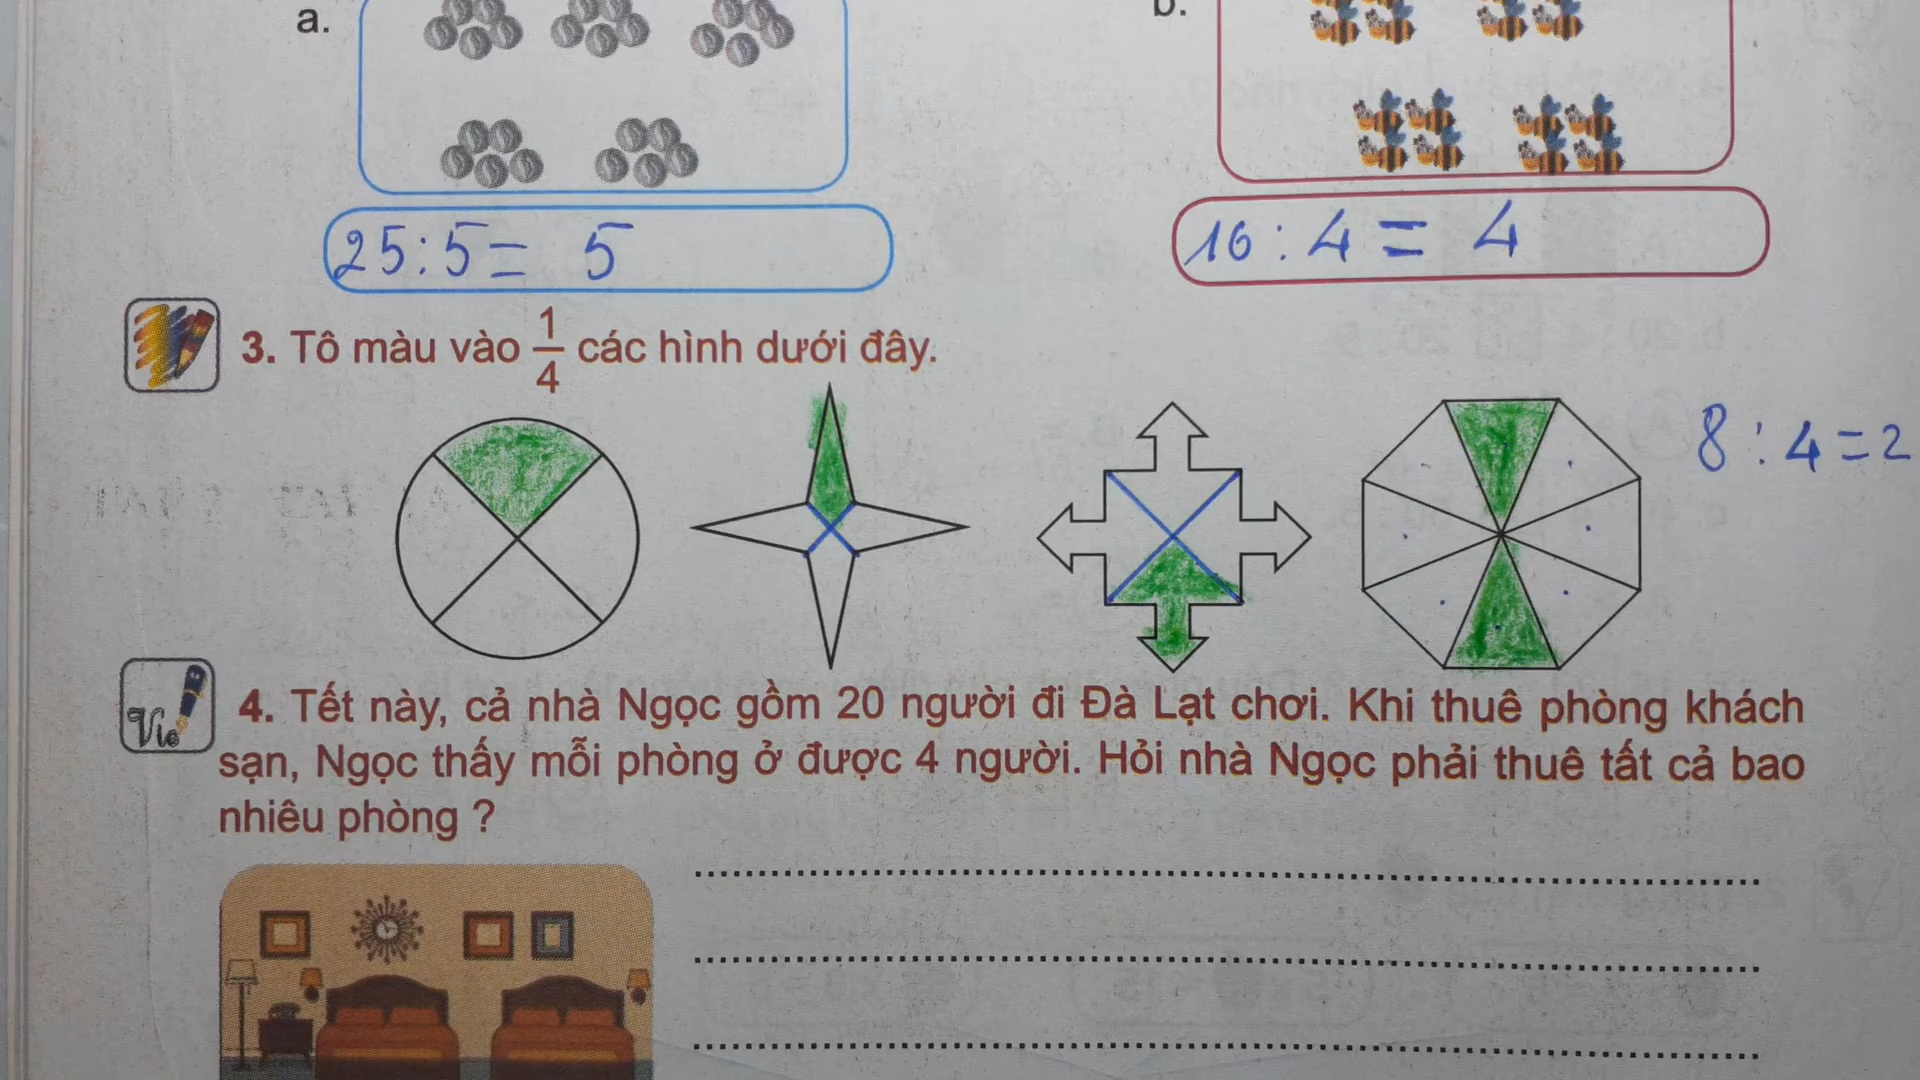 a.
b.
25:5= 5
16 : 4 = 4
3. Tô màu vào 1/4 các hình dưới đây.
8 : 4 = 2
4. Tết này, cả nhà Ngọc gồm 20 người đi Đà Lạt chơi. Khi thuê phòng khách
sạn, Ngọc thấy mỗi phòng ở được 4 người. Hỏi nhà Ngọc phải thuê tất cả bao
nhiêu phòng ?